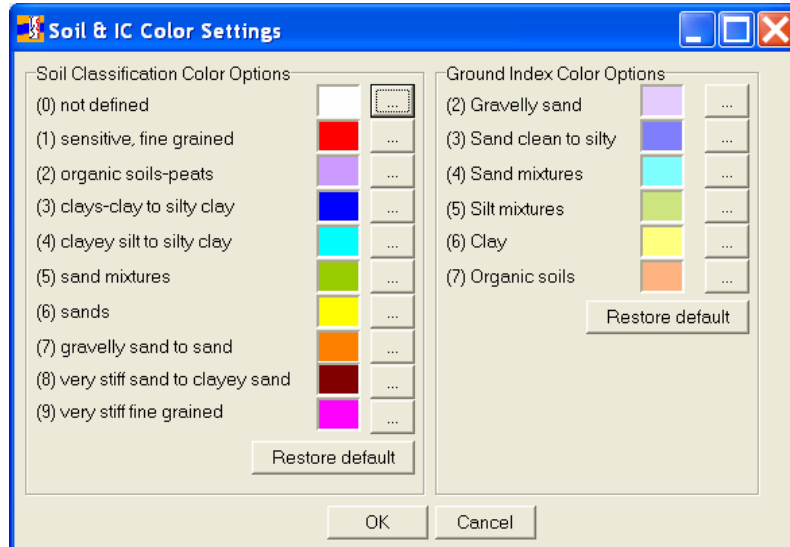 Soil & IC Color Settings
Soil Classification Color Options
(0) not defined
...
(1) sensitive, fine grained
...
(2) organic soils-peats
...
(3) clays-clay to silty clay
...
(4) clayey silt to silty clay
...
(5) sand mixtures
...
(6) sands
...
(7) gravelly sand to sand
...
(8) very stiff sand to clayey sand
...
(9) very stiff fine grained
...
Restore default
Ground Index Color Options
(2) Gravelly sand
...
(3) Sand clean to silty
...
(4) Sand mixtures
...
(5) Silt mixtures
...
(6) Clay
...
(7) Organic soils
...
Restore default
OK
Cancel